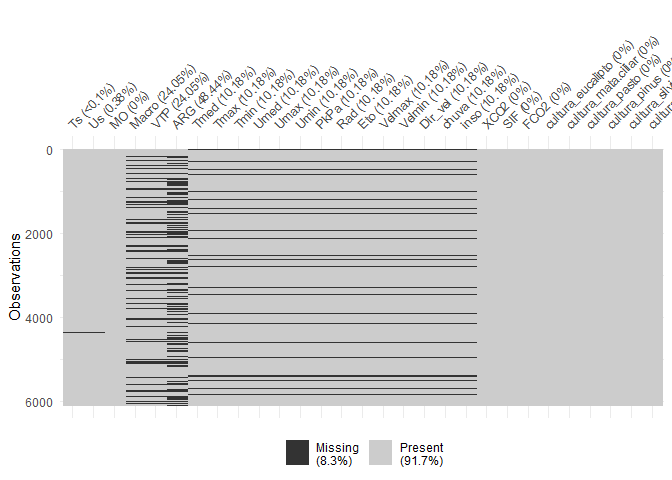 Ts (<0.1%)
Us (0.38%)
MO (0%)
Macro (24.05%)
VTP (24.05%)
ARG (48.44%)
Tmed (10.18%)
Tmax (10.18%)
Tmin (10.18%)
Umed (10.18%)
Umax (10.18%)
Umin (10.18%)
PkPa (10.18%)
Rad (10.18%)
Eto (10.18%)
Velmax (10.18%)
Velmin (10.18%)
Dir_vel (10.18%)
chuva (10.18%)
inso (10.18%)
XCO2 (0%)
SIF (0%)
FCO2 (0%)
cultura_eucalipto (0%)
cultura_mata.ciliar (0%)
cultura_pasto (0%)
cultura_pinus (0%)
0
2000
4000
6000
Observations
Missing
(8.3%)
Present
(91.7%)